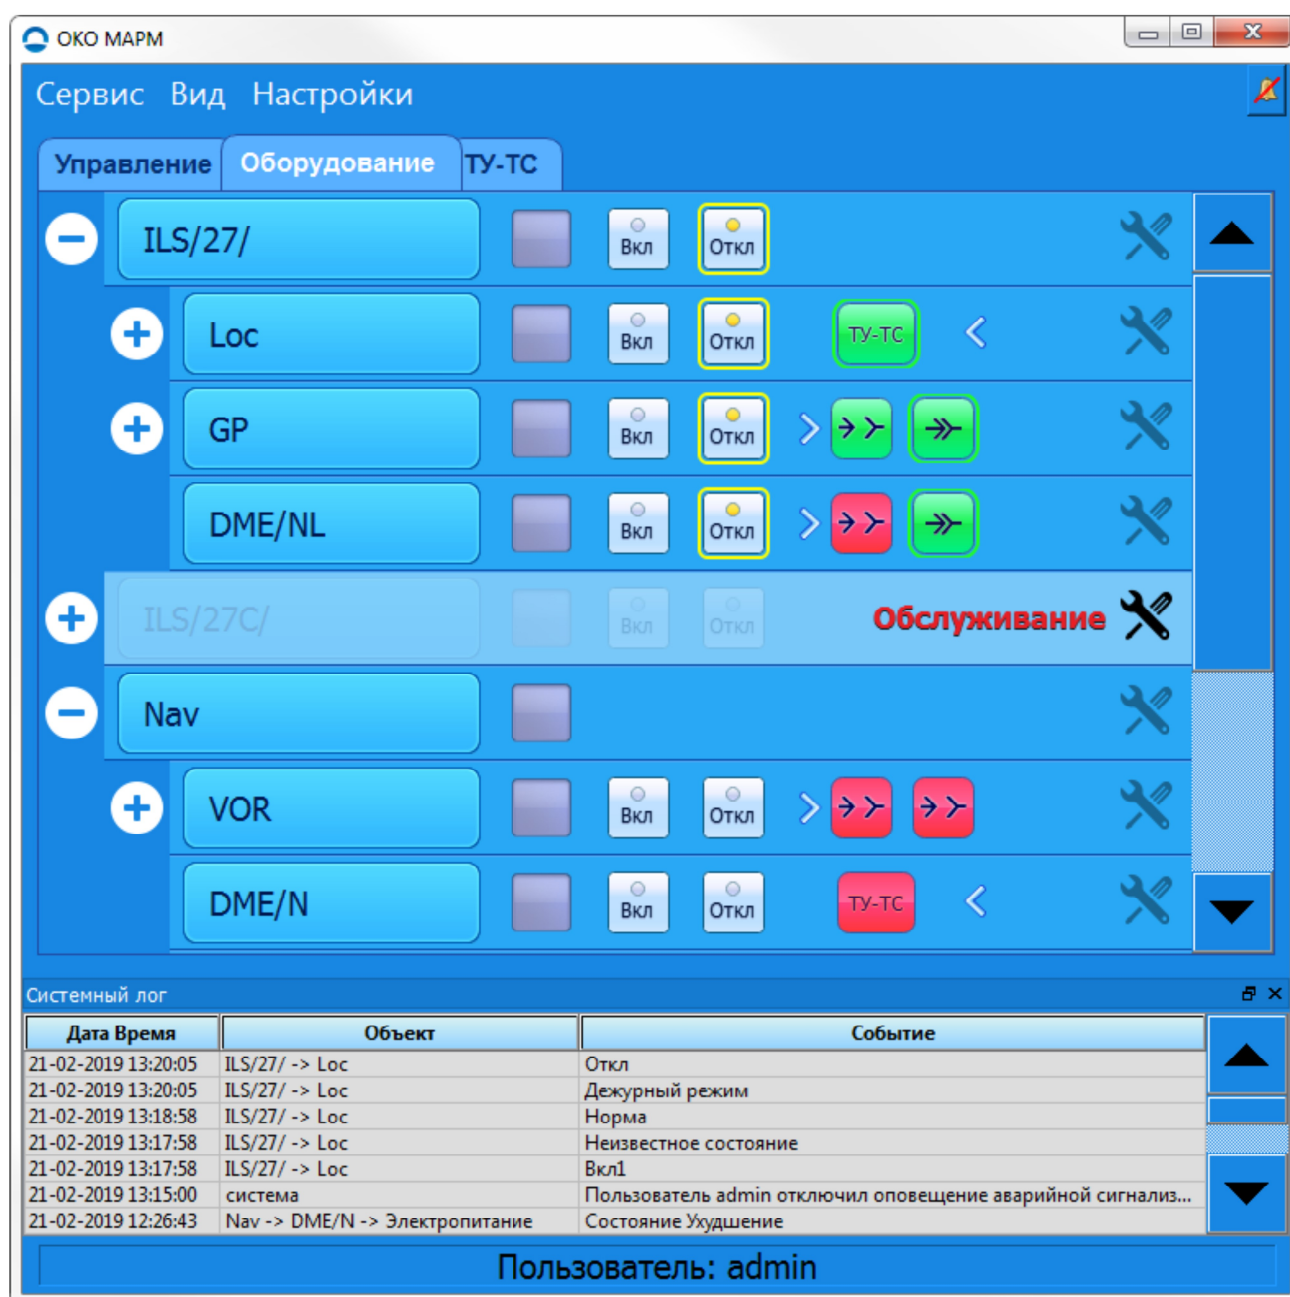 ОКО МАРМ
Сервис Вид Настройки
Управление Оборудование ТУ-ТС
ILS/27/ Вкл Откл
Loc Вкл Откл ТУ-ТС
GP Вкл Откл
DME/NL Вкл Откл
ILS/27C/ Вкл Откл Обслуживание
Nav
VOR Вкл Откл
DME/N Вкл Откл ТУ-ТС
Системный лог
Дата Время Объект Событие
21-02-2019 13:20:05 ILS/27/ -> Loc Откл
21-02-2019 13:20:05 ILS/27/ -> Loc Дежурный режим
21-02-2019 13:18:58 ILS/27/ -> Loc Норма
21-02-2019 13:17:58 ILS/27/ -> Loc Неизвестное состояние
21-02-2019 13:17:58 ILS/27/ -> Loc Вкл1
21-02-2019 13:15:00 система Пользователь admin отключил оповещение аварийной сигнализ...
21-02-2019 12:26:43 Nav -> DME/N -> Электропитание Состояние Ухудшение
Пользователь: admin